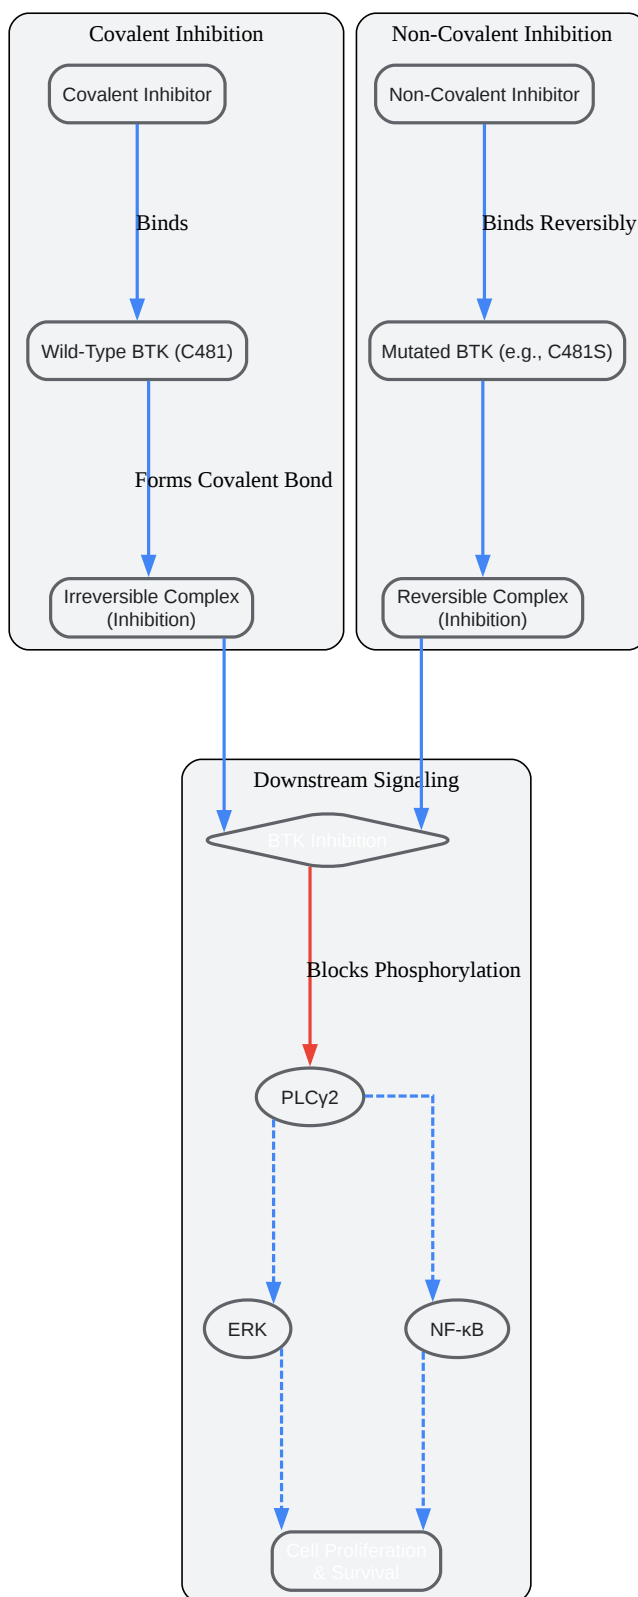 Covalent Inhibition
Covalent Inhibitor
Binds
Wild-Type BTK (C481)
Forms Covalent Bond
Irreversible Complex
(Inhibition)
Non-Covalent Inhibition
Non-Covalent Inhibitor
Binds Reversibly
Mutated BTK (e.g., C481S)
Reversible Complex
(Inhibition)
Downstream Signaling
BTK Inhibition
Blocks Phosphorylation
PLCγ2
ERK
NF-κB
Cell Proliferation
& Survival